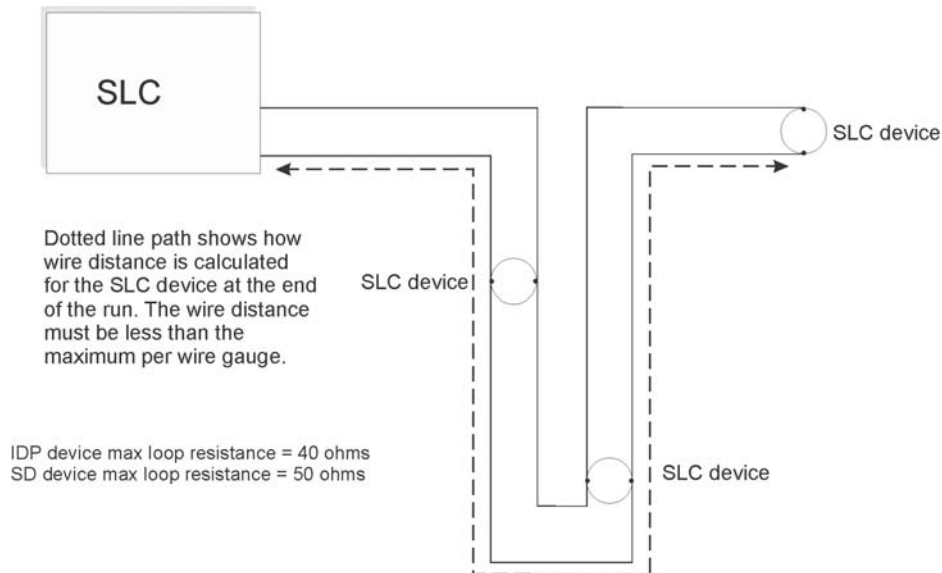 SLC
SLC device
Dotted line path shows how
wire distance is calculated
for the SLC device at the end
of the run. The wire distance
must be less than the
maximum per wire gauge.
SLC device
IDP device max loop resistance = 40 ohms
SD device max loop resistance = 50 ohms
SLC device